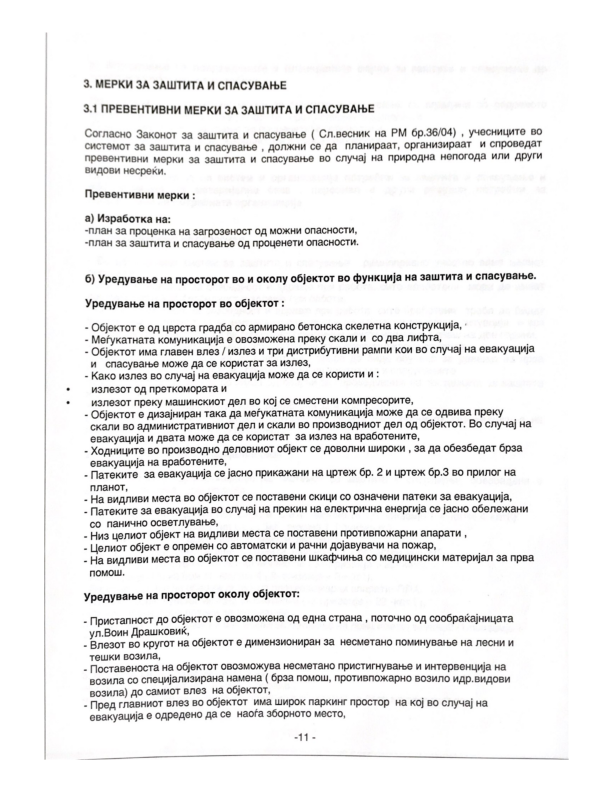 3. МЕРКИ ЗА ЗАШТИТА И СПАСУВАЊЕ
3.1 ПРЕВЕНТИВНИ МЕРКИ ЗА ЗАШТИТА И СПАСУВАЊЕ
Согласно Законот за заштита и спасување ( Сл.весник на РМ бр.36/04) , учесниците во
системот за заштита и спасување , должни се да планираат, организираат и спроведат
превентивни мерки за заштита и спасување во случај на природна непогода или други
видови несреќи.
Превентивни мерки :
а) Изработка на:
-план за проценка на загрозеност од можни опасности,
-план за заштита и спасување од проценети опасности.
б) Уредување на просторот во и околу објектот во функција на заштита и спасување.
Уредување на просторот во објектот :
- Објектот е од цврста градба со армирано бетонска скелетна конструкција,
- Меѓукатната комуникација е овозможена преку скали и со два лифта,
- Објектот има главен влез / излез и три дистрибутивни рампи кои во случај на евакуација
и спасување може да се користат за излез,
- Како излез во случај на евакуација може да се користи и :
• излезот од преткомората и
• излезот преку машинскиот дел во кој се сместени компресорите,
- Објектот е дизајниран така да меѓукатната комуникација може да се одвива преку
скали во административниот дел и скали во производниот дел од објектот. Во случај на
евакуација и двата може да се користат за излез на вработените,
- Ходниците во производно деловниот објект се доволни широки , за да обезбедат брза
евакуација на вработените,
- Патеките за евакуација се јасно прикажани на цртеж бр. 2 и цртеж бр.3 во прилог на
планот,
- На видливи места во објектот се поставени скици со означени патеки за евакуација,
- Патеките за евакуација во случај на прекин на електрична енергија се јасно обележани
со панично осветлување,
- Низ целиот објект на видливи места се поставени противпожарни апарати ,
- Целиот објект е опремен со автоматски и рачни дојавувачи на пожар,
- На видливи места во објектот се поставени шкафчиња со медицински материјал за прва
помош.
Уредување на просторот околу објектот:
- Пристапност до објектот е овозможена од една страна , поточно од сообраќајницата
ул.Воин Драшковиќ,
- Влезот во кругот на објектот е димензиониран за несметано поминување на лесни и
тешки возила,
- Поставеноста на објектот овозможува несметано пристигнување и интервенција на
возила со специјализирана намена ( брза помош, противпожарно возило идр.видови
возила) до самиот влез на објектот,
- Пред главниот влез во објектот има широк паркинг простор на кој во случај на
евакуација е одредено да се наоѓа зборното место,
-11 -